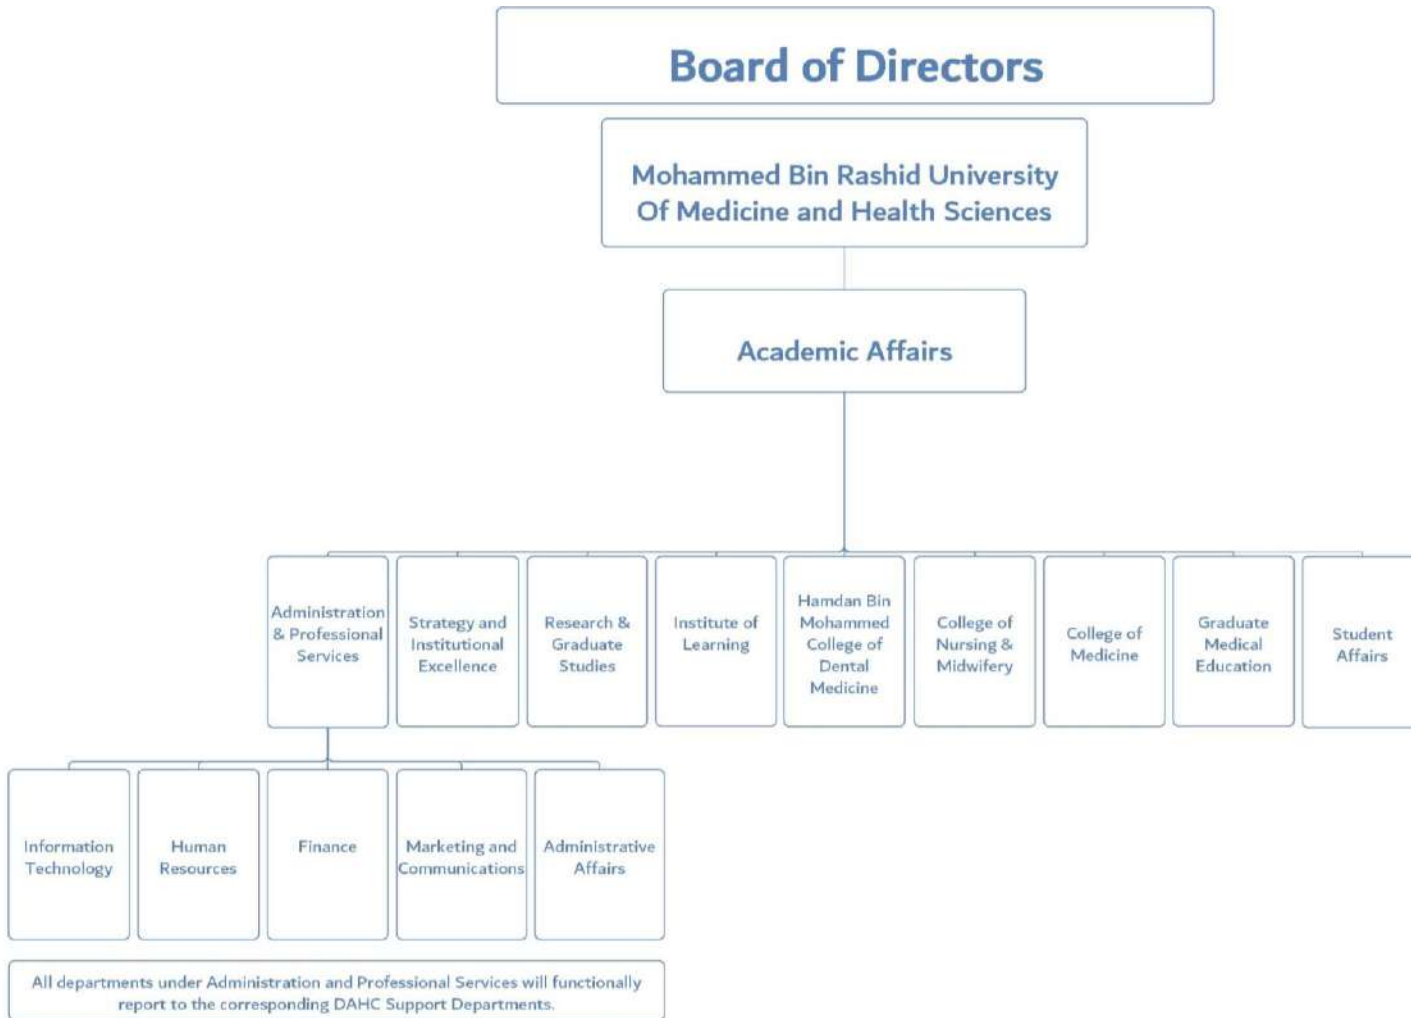 Board of Directors
Mohammed Bin Rashid University
Of Medicine and Health Sciences
Academic Affairs
Administration
& Professional
Services
Strategy and
Institutional
Excellence
Research &
Graduate
Studies
Institute of
Learning
Hamdan Bin
Mohammed
College of
Dental
Medicine
College of
Nursing &
Midwifery
College of
Medicine
Graduate
Medical
Education
Student
Affairs
Information
Technology
Human
Resources
Finance
Marketing and
Communications
Administrative
Affairs
All departments under Administration and Professional Services will functionally
report to the corresponding DAHC Support Departments.